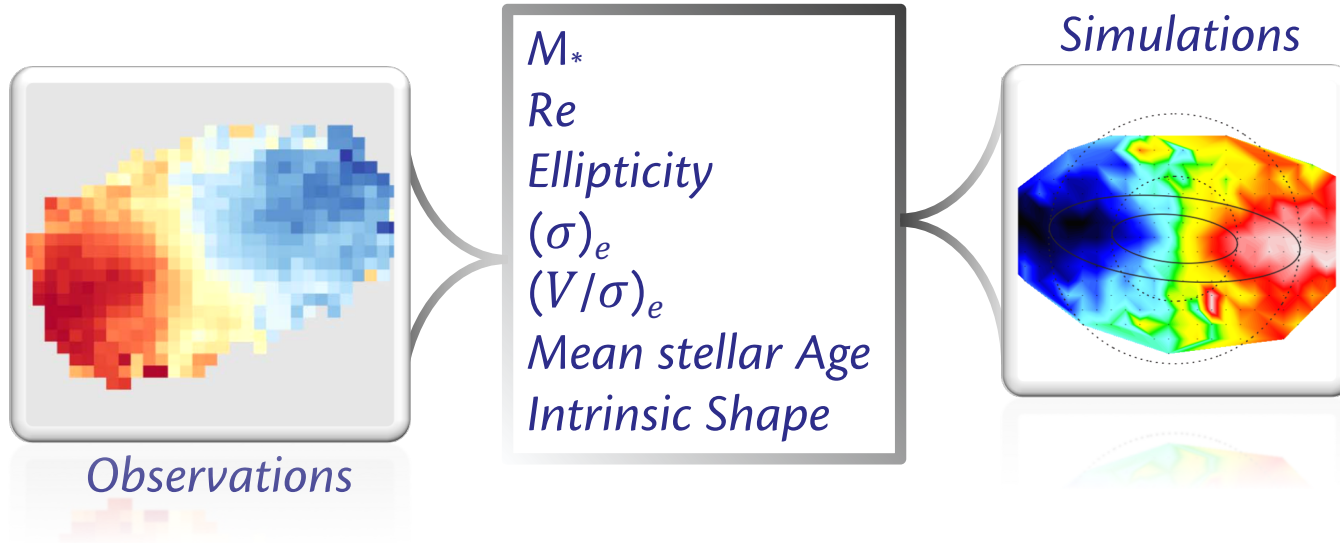 Simulations
M*
Re
Ellipticity
(σ)e
(V/σ)e
Mean stellar Age
Intrinsic Shape
Observations